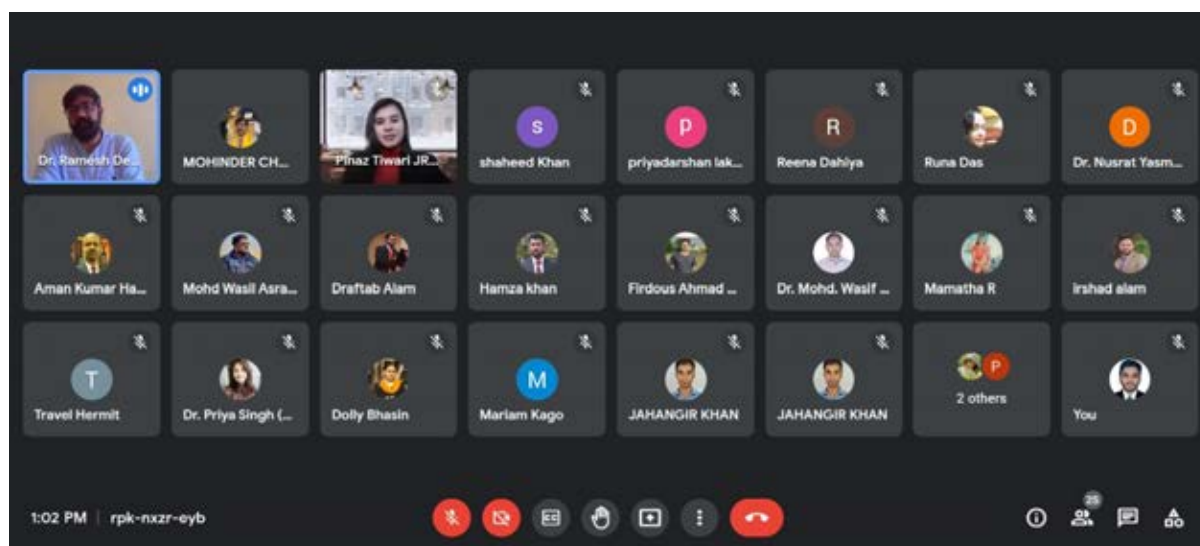 Dr. Ramesh De...
MOHINDER CH...
Pinaz Tiwari JR...
s
shaheed Khan
p
priyadarshan lak...
R
Reena Dahiya
Runa Das
D
Dr. Nusrat Yasm...
Aman Kumar Ha...
Mohd Wasil Asra...
Draftab Alam
Hamza khan
Firdous Ahmad ...
Dr. Mohd. Wasif ...
Mamatha R
irshad alam
T
Travel Hermit
Dr. Priya Singh (...
Dolly Bhasin
M
Mariam Kago
JAHANGIR KHAN
JAHANGIR KHAN
P
2 others
You
1:02 PM | rpk-nxzr-eyb
CC
25